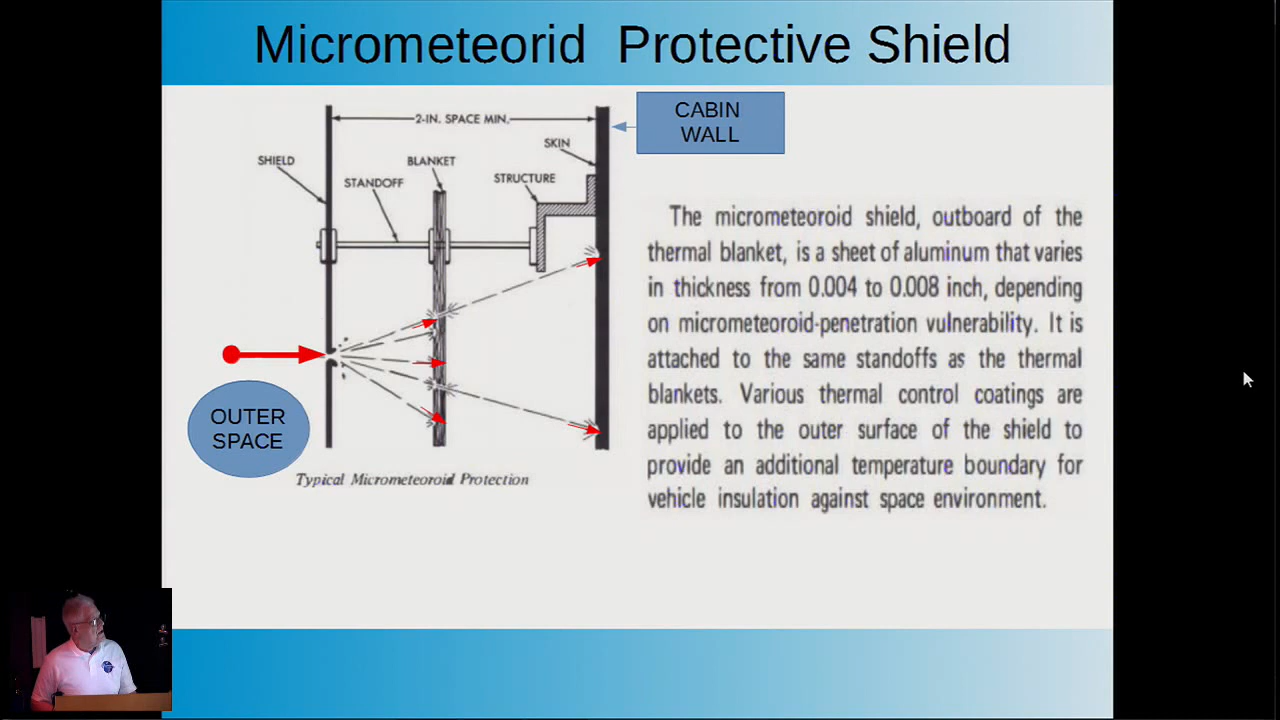 Micrometeorid Protective Shield
CABIN
WALL
2-IN. SPACE MIN.
SKIN
SHIELD
BLANKET
STANDOFF
STRUCTURE
OUTER
SPACE
Typical Micrometeoroid Protection
The micrometeoroid shield, outboard of the
thermal blanket, is a sheet of aluminum that varies
in thickness from 0.004 to 0.008 inch, depending
on micrometeoroid-penetration vulnerability. It is
attached to the same standoffs as the thermal
blankets. Various thermal control coatings are
applied to the outer surface of the shield to
provide an additional temperature boundary for
vehicle insulation against space environment.